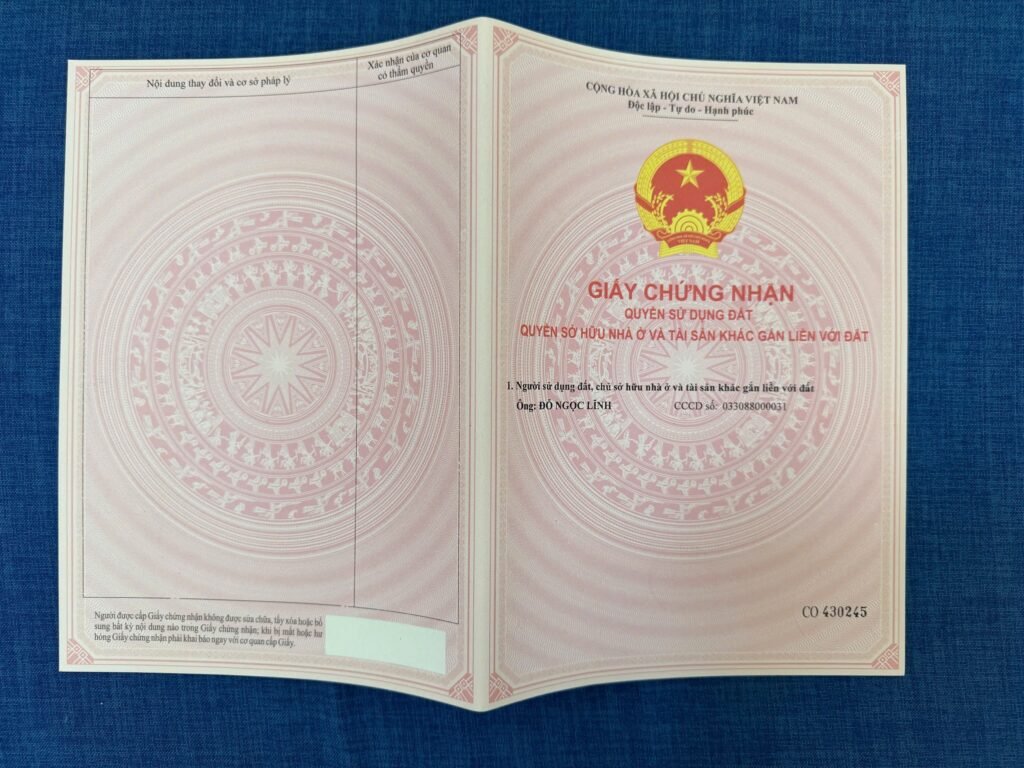 Nội dung thay đổi và cơ sở pháp lý
Xác nhận của cơ quan
có thẩm quyền
Người được cấp Giấy chứng nhận không được sửa chữa, tẩy xóa hoặc bổ
sung bất kỳ nội dung nào trong Giấy chứng nhận; khi bị mất hoặc hư
hỏng Giấy chứng nhận phải khai báo ngay với cơ quan cấp Giấy.
CỘNG HÒA XÃ HỘI CHỦ NGHĨA VIỆT NAM
Độc lập - Tự do - Hạnh phúc
VIỆT NAM
GIẤY CHỨNG NHẬN
QUYỀN SỬ DỤNG ĐẤT
QUYỀN SỞ HỮU NHÀ Ở VÀ TÀI SẢN KHÁC GẮN LIỀN VỚI ĐẤT
1. Người sử dụng đất, chủ sở hữu nhà ở và tài sản khác gắn liền với đất
Ông: ĐỖ NGỌC LĨNH CCCD số: 033088000031
CO 430245